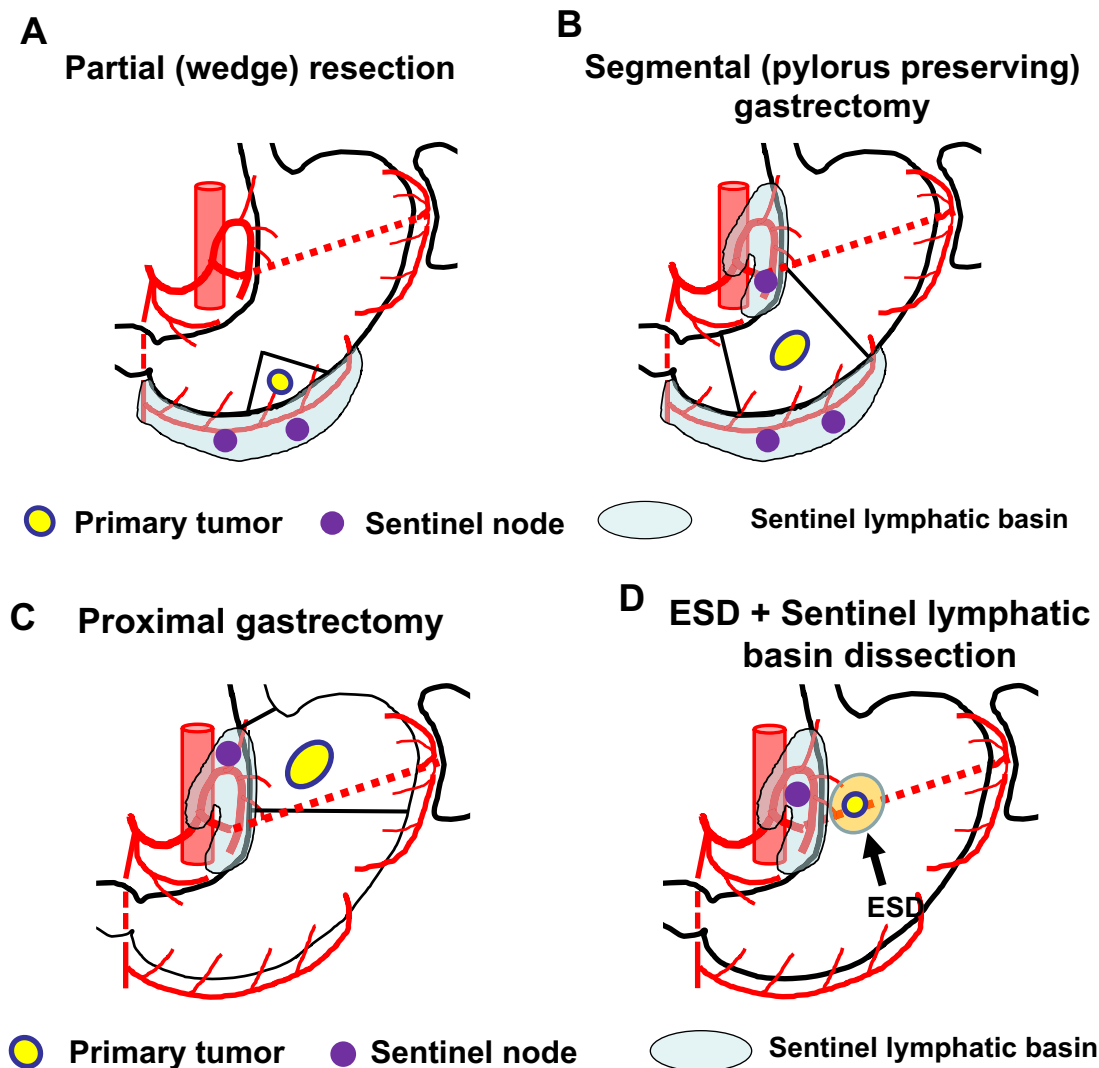 A
Partial (wedge) resection
B
Segmental (pylorus preserving)
gastrectomy
Primary tumor
Sentinel node
Sentinel lymphatic basin
C
Proximal gastrectomy
D
ESD + Sentinel lymphatic
basin dissection
ESD
Primary tumor
Sentinel node
Sentinel lymphatic basin